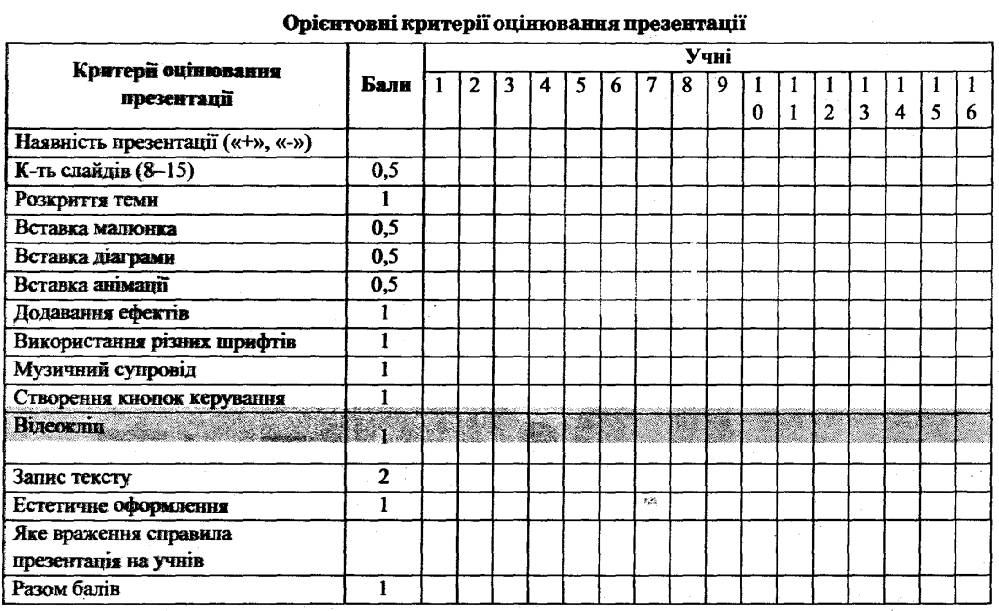 Орієнтовні критерії оцінювання презентації
Критерії оцінювання презентації Бали Учні
1 2 3 4 5 6 7 8 9 10 11 12 13 14 15 16
Наявність презентації («+», «-»)
К-ть слайдів (8–15) 0,5
Розкриття теми 1
Вставка малюнка 0,5
Вставка діаграми 0,5
Вставка анімації 0,5
Додавання ефектів 1
Використання різних шрифтів 1
Музичний супровід 1
Створення кнопок керування 1
Відеокліп 1
Запис тексту 2
Естетичне оформлення 1
Яке враження справила
презентація на учнів
Разом балів 1